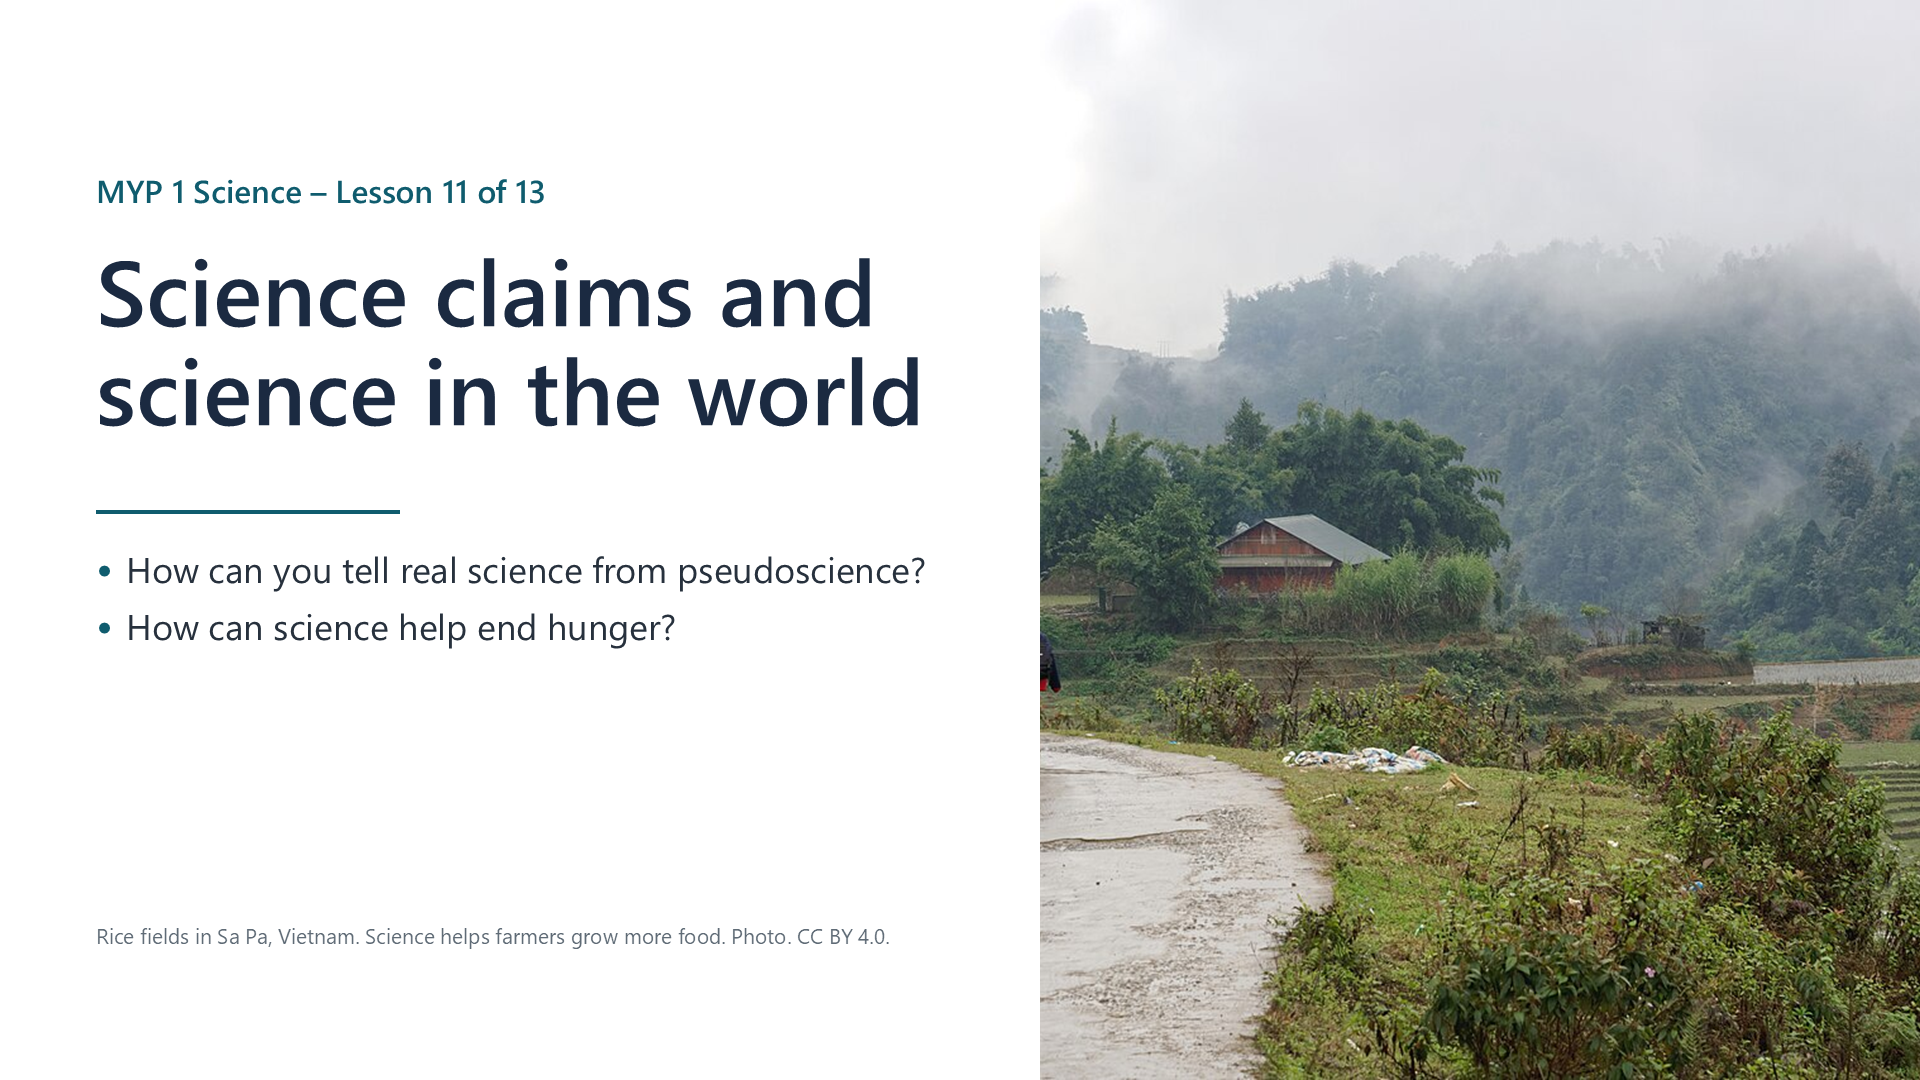 MYP 1 Science – Lesson 11 of 13
Science claims and
science in the world
• How can you tell real science from pseudoscience?
• How can science help end hunger?
Rice fields in Sa Pa, Vietnam. Science helps farmers grow more food. Photo. CC BY 4.0.